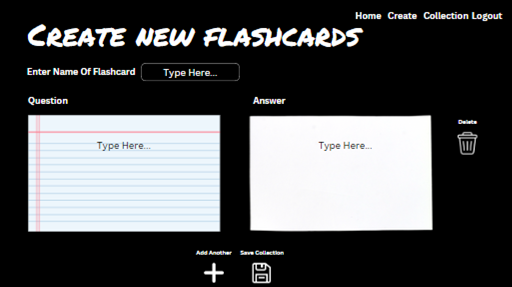 Home Create Collection Logout
Create new flashcards
Enter Name Of Flashcard Type Here...
Question Answer
Delete
Type Here... Type Here...
Add Another Save Collection